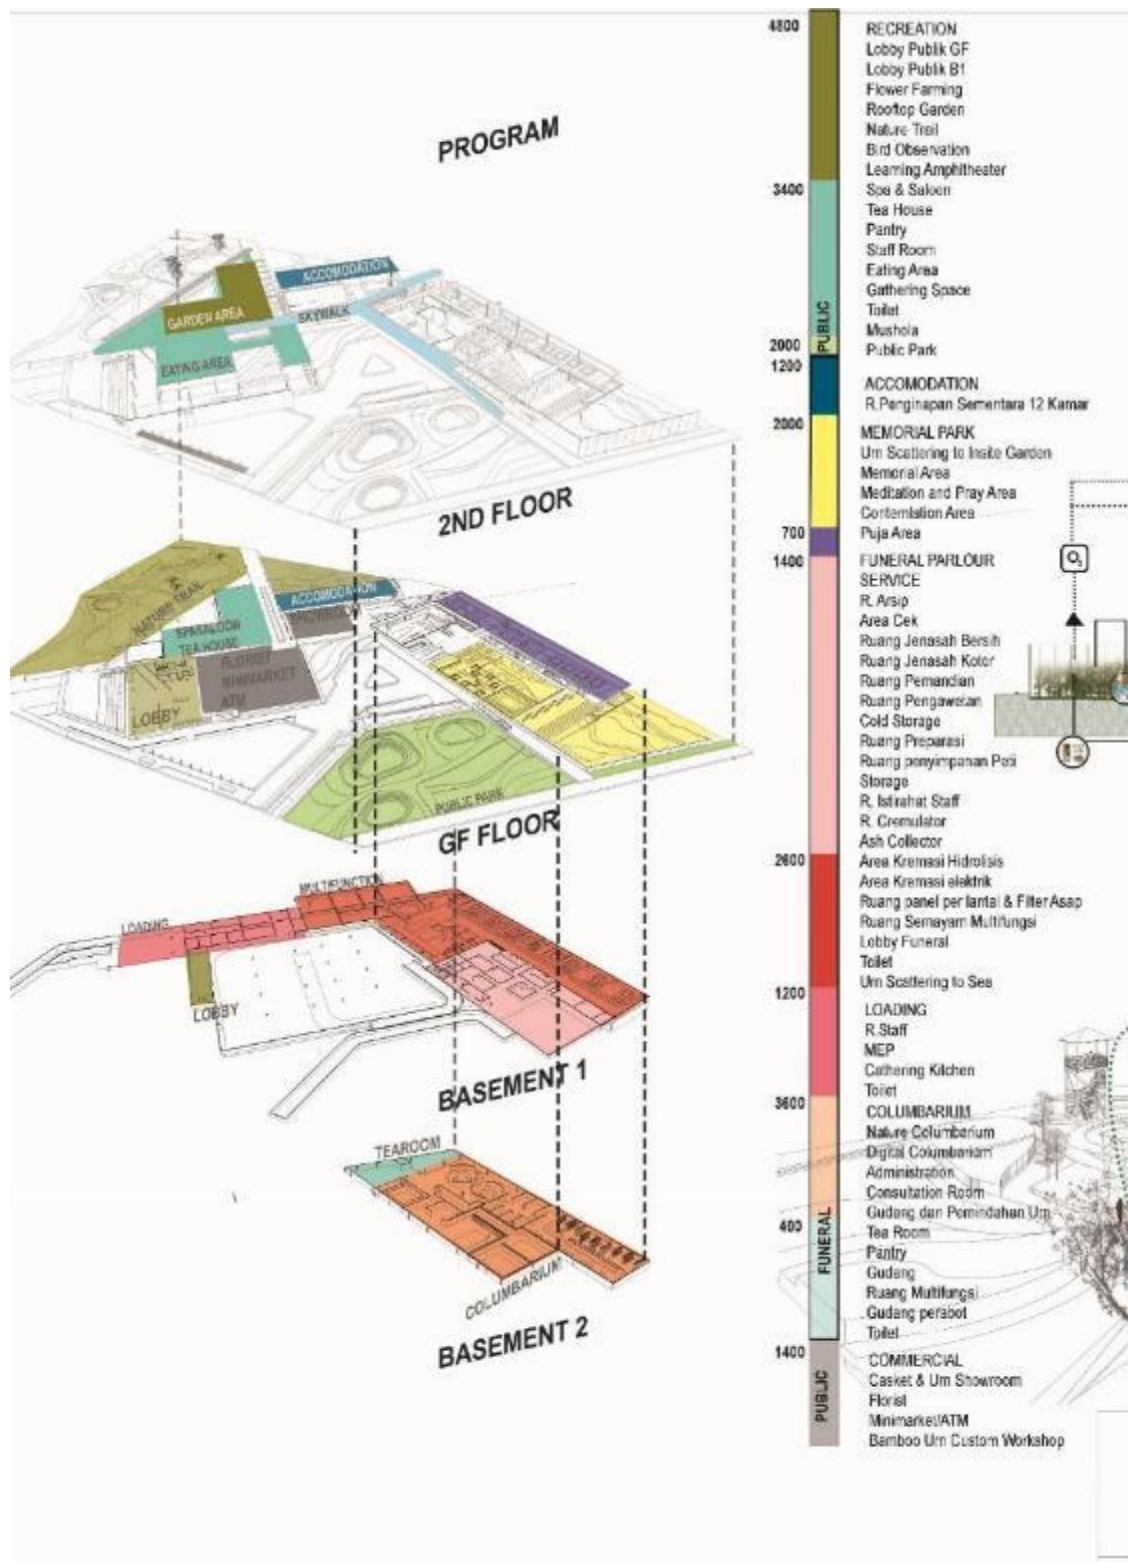 PROGRAM
ACCOMODATION
GARDEN AREA
SKYWALK
EATING AREA
2ND FLOOR
NATURE TRAIL
ACCOMODATION
SHOWROOM
SPA SALOON
TEA HOUSE
FLORIST
MINIMARKET
ATM
LOBBY
PUBLIC PARK
GF FLOOR
MULTIFUNCTION
LOADING
LOBBY
BASEMENT 1
TEAROOM
COLUMBARIUM
BASEMENT 2
4800
3400
2000
1200
2000
700
1400
2600
1200
3600
400
1400
PUBLIC
FUNERAL
PUBLIC
RECREATION
Lobby Publik GF
Lobby Publik B1
Flower Farming
Rooftop Garden
Nature Trail
Bird Observation
Learning Amphitheater
Spa & Saloen
Tea House
Pantry
Staff Room
Eating Area
Gathering Space
Toilet
Mushola
Public Park
ACCOMODATION
R.Penginapan Sementara 12 Kamar
MEMORIAL PARK
Urn Scattering to Insite Garden
Memorial Area
Meditation and Pray Area
Contemlation Area
Puja Area
FUNERAL PARLOUR
SERVICE
R. Arsip
Area Cek
Ruang Jenasah Bersih
Ruang Jenasah Kotor
Ruang Pemandian
Ruang Pengawetan
Cold Storage
Ruang Preparasi
Ruang penyimpanan Peti
Storage
R. Istirahat Staff
R. Cremulator
Ash Collector
Area Kremasi Hidrolisis
Area Kremasi elektrik
Ruang panel per lantai & Filter Asap
Ruang Semayam Multifungsi
Lobby Funeral
Toilet
Urn Scattering to Sea
LOADING
R.Staff
MEP
Cathering Kitchen
Toilet
COLUMBARIUM
Nature Columbarium
Digital Columbarium
Administration
Consultation Room
Gudang dan Pemindahan Urn
Tea Room
Pantry
Gudang
Ruang Multifungsi
Gudang perabot
Toilet
COMMERCIAL
Casket & Urn Showroom
Florist
Minimarket/ATM
Bamboo Urn Custom Workshop
O₂